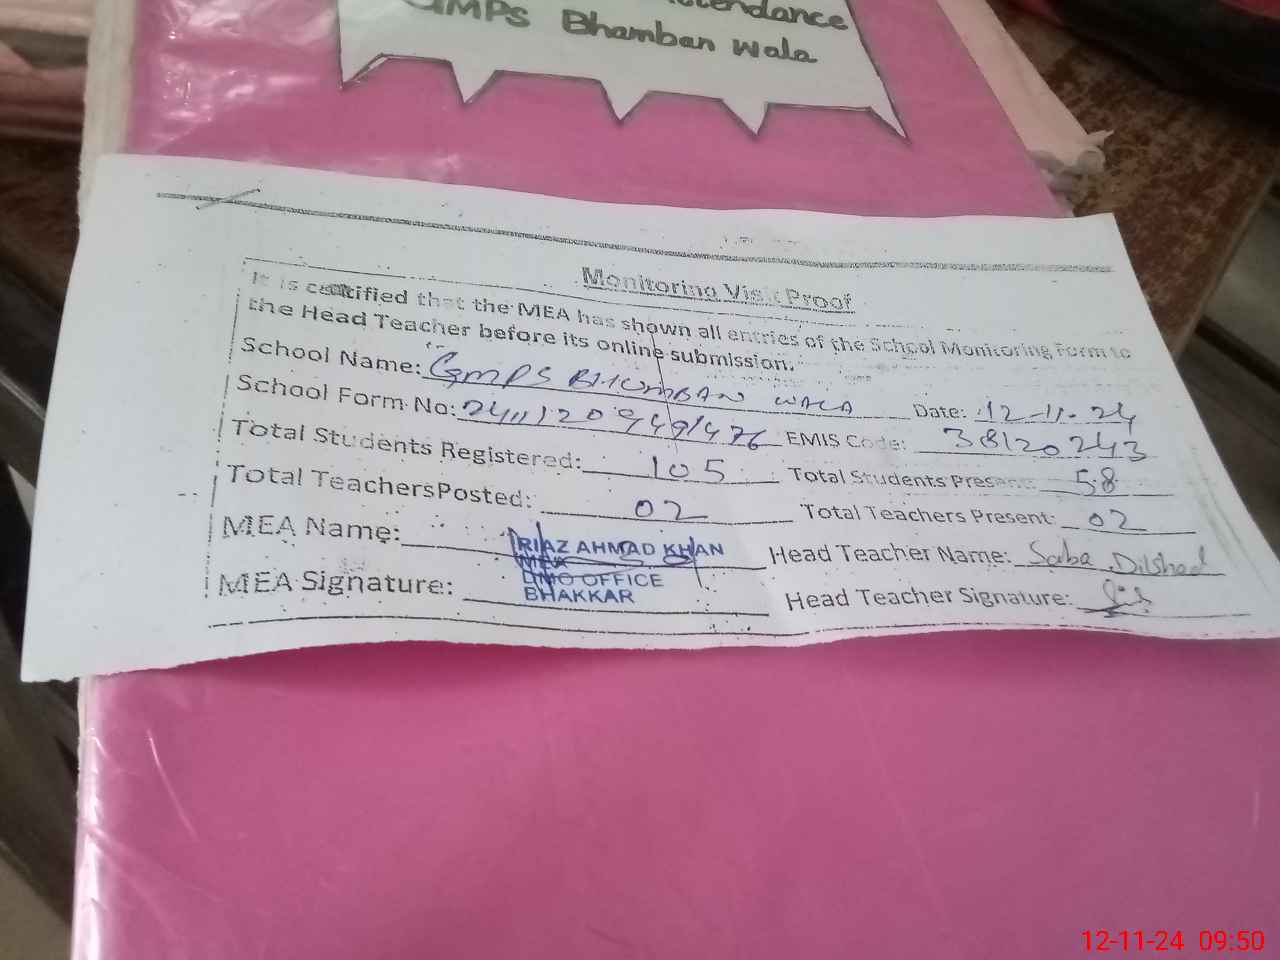 Attendance
GMPS Bhamban Wala
Monitoring Visit Proof
It is certified that the MEA has shown all entries of the School Monitoring Form to
the Head Teacher before its online submission.
School Name: GMPS BHUMBAN WALA Date: 12-11-24
School Form No: EMIS Code: 38120243
Total Students Registered: 105 Total Students Present: 58
Total Teachers Posted: 02 Total Teachers Present: 02
MEA Name: RIAZ AHMAD KHAN Head Teacher Name: Saba Dilshad
MEA
MEA Signature: DMO OFFICE Head Teacher Signature:
BHAKKAR
12-11-24 09:50